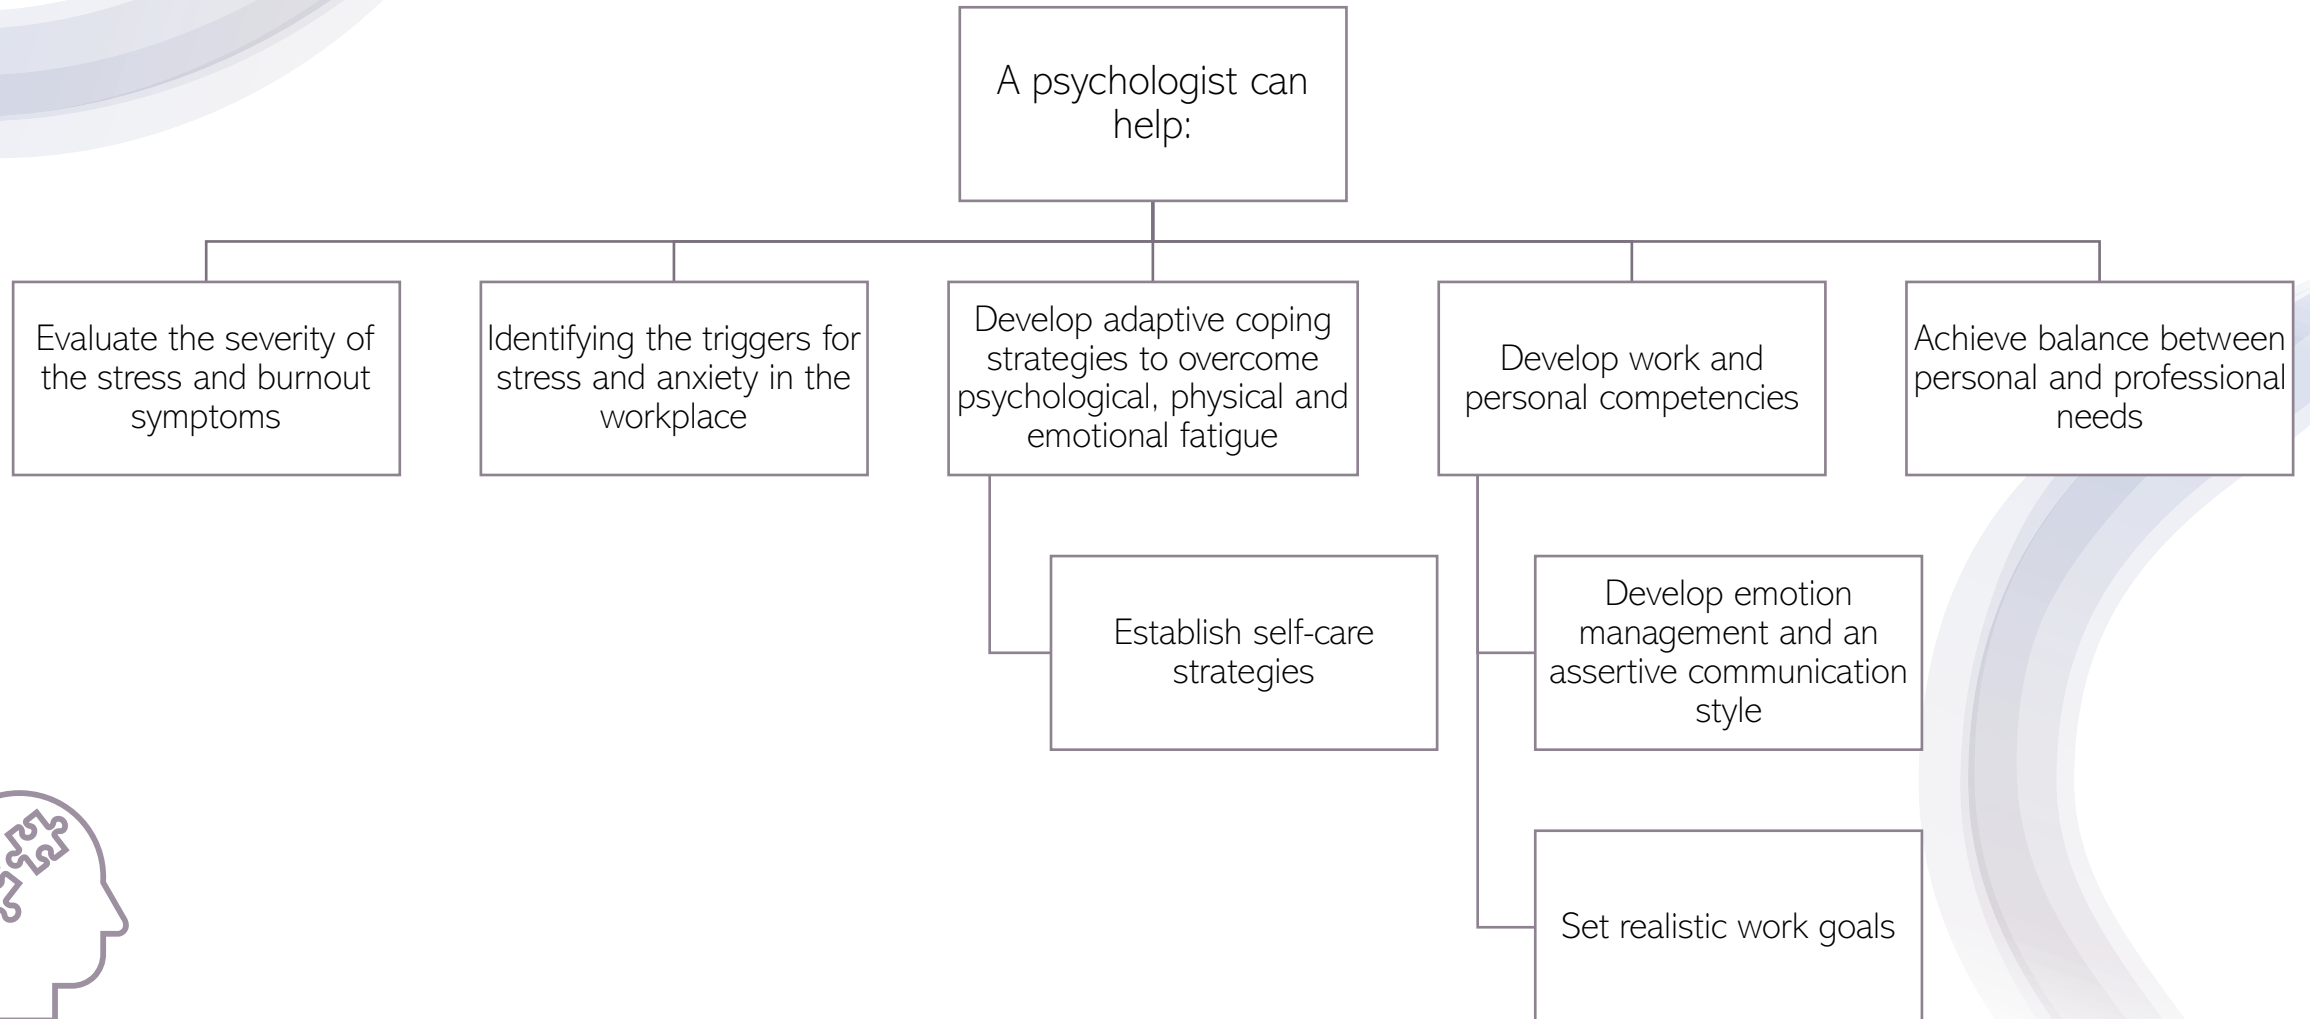 A psychologist can
help:
Evaluate the severity of
the stress and burnout
symptoms
Identifying the triggers for
stress and anxiety in the
workplace
Develop adaptive coping
strategies to overcome
psychological, physical and
emotional fatigue
Develop work and
personal competencies
Achieve balance between
personal and professional
needs
Establish self-care
strategies
Develop emotion
management and an
assertive communication
style
Set realistic work goals